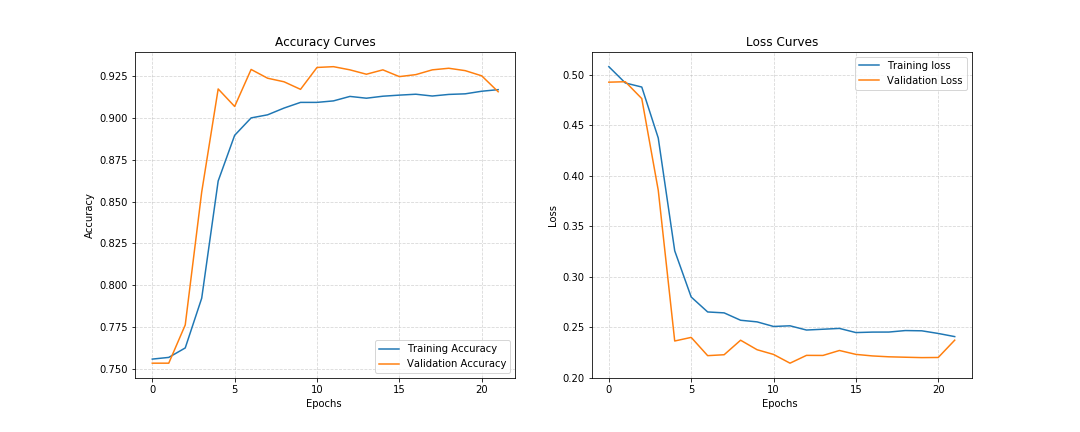 Accuracy Curves
0.925
0.900
0.875
0.850
0.825
0.800
0.775
0.750
Accuracy
Training Accuracy
Validation Accuracy
0 5 10 15 20
Epochs
Loss Curves
0.50
0.45
0.40
0.35
0.30
0.25
0.20
Loss
Training loss
Validation Loss
0 5 10 15 20
Epochs